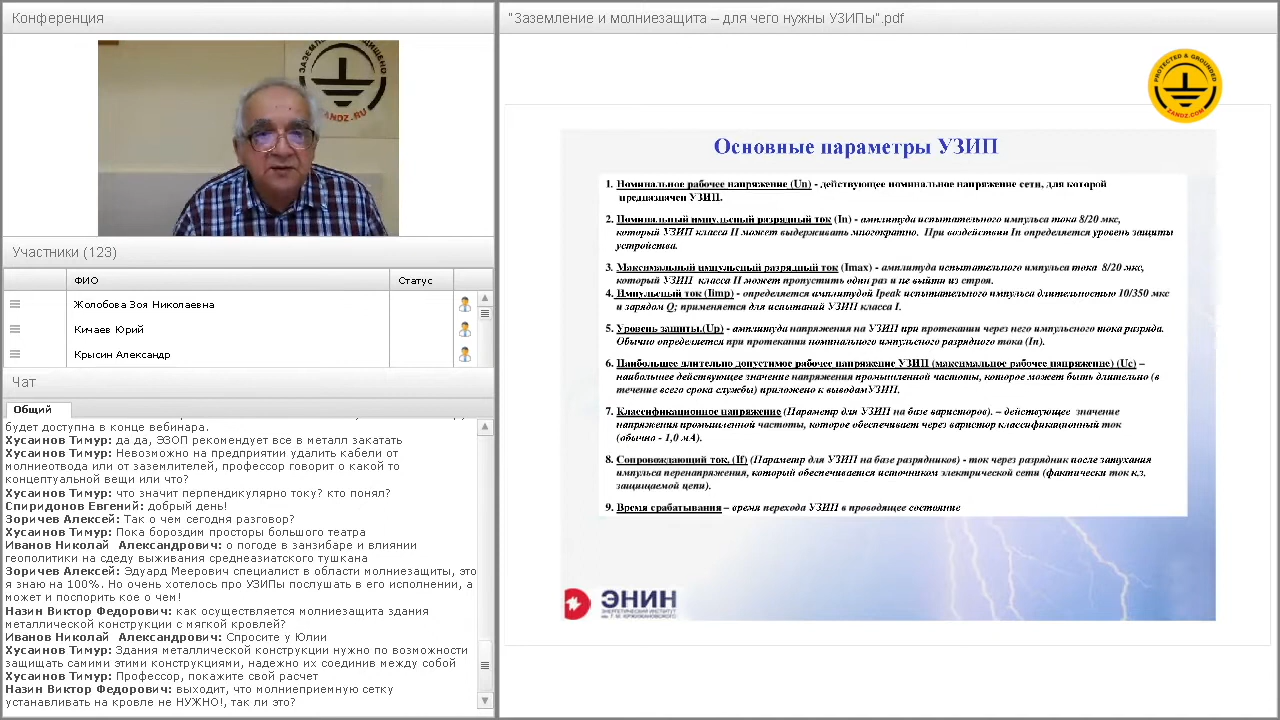 Конференция
"Заземление и молниезащита – для чего нужны УЗИПы".pdf
ZANDZ.RU
PROTECTED & GROUNDED
ZANDZ.COM
Участники (123)
ФИО Статус
Жолобова Зоя Николаевна
Кичаев Юрий
Крысин Александр
Чат
Общий
будет доступна в конце вебинара.
Хусаинов Тимур: да да, ЭЗОП рекомендует все в металл закатать
Хусаинов Тимур: Невозможно на предприятии удалить кабели от
молниеотвода или от заземлителей, профессор говорит о какой то
концептуальной вещи или что?
Хусаинов Тимур: что значит перпендикулярно току? кто понял?
Спиридонов Евгений: добрый день!
Зоричев Алексей: Так о чем сегодня разговор?
Хусаинов Тимур: Пока бороздим просторы большого театра
Иванов Николай Александрович: о погоде в занзибаре и влиянии
геополитики на сдеду выживания среднеазиатского тушкана
Зоричев Алексей: Эдуард Меерович специалист в области молниезащиты, это
я знаю на 100%. Но очень хотелось про УЗИПы послушать в его исполнении, а
может и поспорить кое о чем!
Назин Виктор Федорович: как осуществляется молниезащита здания
металлической конструкции с мягкой кровлей?
Иванов Николай Александрович: Спросите у Юлии
Хусаинов Тимур: Здания металлической конструкции нужно по возможности
защищать самими этими конструкциями, надежно их соединив между собой
Хусаинов Тимур: Профессор, покажите свой расчет
Назин Виктор Федорович: выходит, что молниеприемную сетку
устанавливать на кровле не НУЖНО, так ли это?
Основные параметры УЗИП
1. Номинальное рабочее напряжение (Un) - действующее номинальное напряжение сети, для которой
предназначен УЗИП.
2. Номинальный импульсный разрядный ток (In) - амплитуда испытательного импульса тока 8/20 мкс,
который УЗИП класса II может выдерживать многократно. При воздействии In определяется уровень защиты
устройства.
3. Максимальный импульсный разрядный ток (Imax) - амплитуда испытательного импульса тока 8/20 мкс,
который УЗИП класса II может пропустить один раз и не выйти из строя.
4. Импульсный ток (Iimp) - определяется амплитудой Ipeak испытательного импульса длительностью 10/350 мкс
и зарядом Q; применяется для испытаний УЗИП класса I.
5. Уровень защиты.(Up) - амплитуда напряжения на УЗИП при протекании через него импульсного тока разряда.
Обычно определяется при протекании номинального импульсного разрядного тока (In).
6. Наибольшее длительно допустимое рабочее напряжение УЗИП (максимальное рабочее напряжение) (Uc) –
наибольшее действующее значение напряжения промышленной частоты, которое может быть длительно (в
течение всего срока службы) приложено к выводамУЗИП.
7. Классификационное напряжение (Параметр для УЗИП на базе варисторов). – действующее значение
напряжения промышленной частоты, которое обеспечивает через варистор классификационный ток
(обычно - 1,0 мА).
8. Сопровождающий ток. (If) (Параметр для УЗИП на базе разрядников) - ток через разрядник после затухания
импульса перенапряжения, который обеспечивается источником электрической сети (фактически ток к.з.
защищаемой цепи).
9. Время срабатывания – время перехода УЗИП в проводящее состояние
ЭНИН
ЭНЕРГЕТИЧЕСКИЙ ИНСТИТУТ
им. Г.М. КРЖИЖАНОВСКОГО